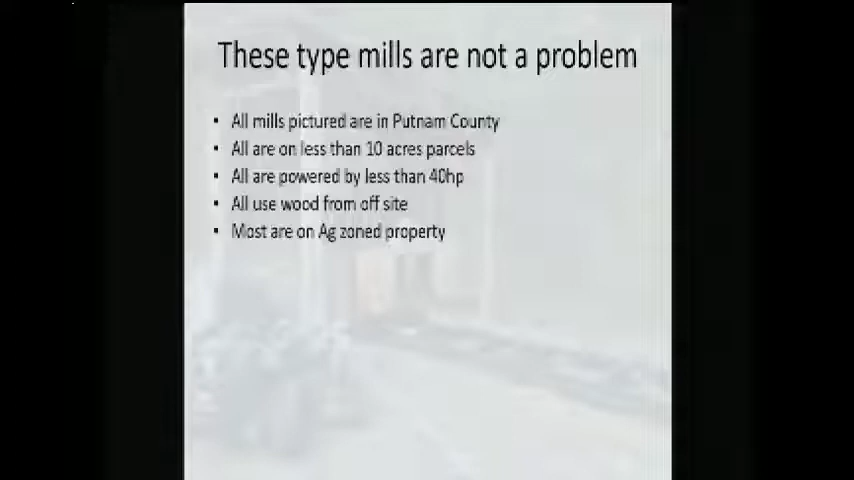 These type mills are not a problem
• All mills pictured are in Putnam County
• All are on less than 10 acres parcels
• All are powered by less than 40hp
• All use wood from off site
• Most are on Ag zoned property